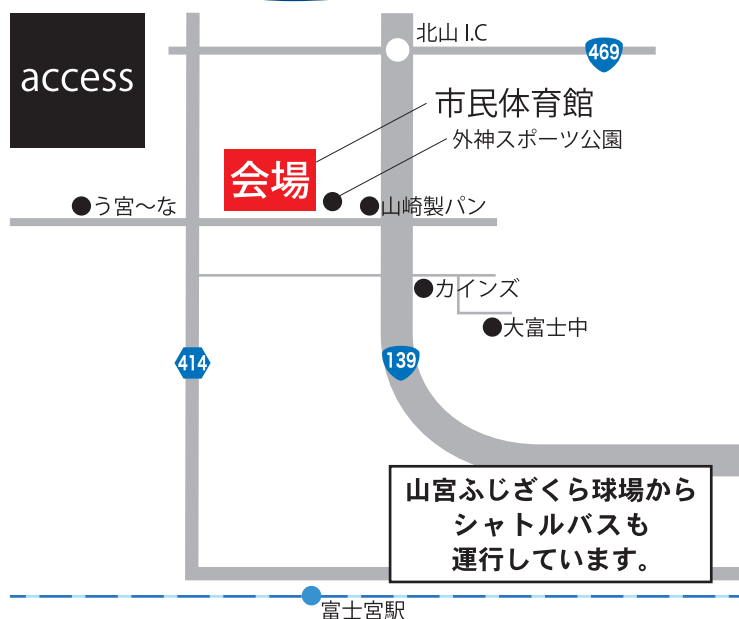 access
北山 I.C
469
市民体育館
外神スポーツ公園
会場
う宮～な
山崎製パン
カインズ
大富士中
414
139
山宮ふじざくら球場から
シャトルバスも
運行しています。
富士宮駅